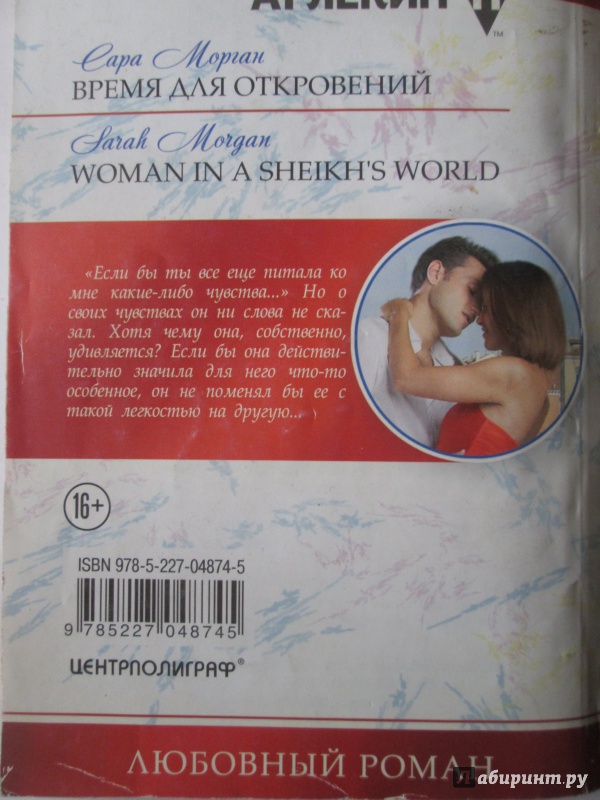 АРЛЕКИН
™
Сара Морган
ВРЕМЯ ДЛЯ ОТКРОВЕНИЙ
Sarah Morgan
WOMAN IN A SHEIKH'S WORLD
«Если бы ты все еще питала ко
мне какие-либо чувства...» Но о
своих чувствах он ни слова не ска-
зал. Хотя чему она, собственно,
удивляется? Если бы она действи-
тельно значила для него что-то
особенное, он не поменял бы ее с
такой легкостью на другую...
16+
ISBN 978-5-227-04874-5
9 785227 048745
ЦЕНТРПОЛИГРАФ®
ЛЮБОВНЫЙ РОМАН
абиринт.ру